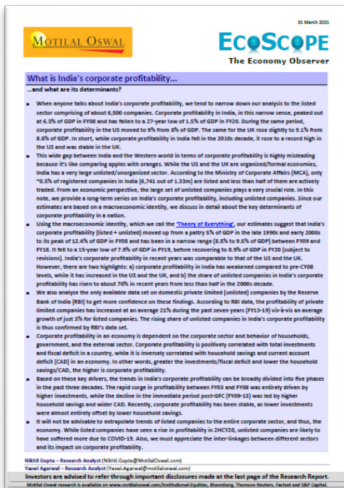 31 March 2021
MOTILAL OSWAL
ECOSCOPE
The Economy Observer
What is India's corporate profitability...
...and what are its determinants?
When anyone talks about India's corporate profitability, we tend to narrow down our analysis to the listed
sector comprising of about 6,500 companies. Corporate profitability in India, in this narrow sense, peaked out
at 6.3% of GDP in FY08 and has fallen to a 27-year low of 1.5% of GDP in FY20. During the same period,
corporate profitability in the US moved to 9% from 8% of GDP. The same for the UK rose slightly to 9.1% from
8.6% of GDP. In short, while corporate profitability in India fell in the 2010s decade, it rose to a record high in
the US and was stable in the UK.
This wide gap between India and the Western world in terms of corporate profitability is highly misleading
because it's like comparing apples with oranges. While the US and the UK are organised/formal economies,
India has a very large unlisted/unorganized sector. According to the Ministry of Corporate Affairs (MCA), only
listed companies in India and less than half of them are actively
traded. From an economic perspective, the large set of unlisted companies plays a very crucial role. In this
note, we provide a long-term series on India's corporate profitability, including unlisted companies. Since our
estimates are based on a macroeconomic identity, we discuss in detail about the key determinants of
corporate profitability in a nation.
Using the macroeconomic identity, which we call the 'Theory of Everything', our estimates suggest that India's
corporate profitability (listed + unlisted) moved up from a paltry 5% of GDP in the late 1990s and early 2000s
to its peak of 12.4% of GDP in FY08 and has been in a narrow range (8.5% to 9.5% of GDP) between FY09 and
FY18. It fell to a 15-year low of 7.9% of GDP in FY19, before recovering to 8.9% of GDP in FY20 (subject to
revisions). India's corporate profitability in recent years was comparable to that of the US and the UK.
However, there are two highlights: a) corporate profitability in India has weakened compared to pre-CY08
levels, while it has increased in the US and the UK, and b) the share of unlisted companies in India's corporate
profitability has risen to about 70% in recent years from less than half in the 2000s decade.
We also analyse the only available data set on domestic private limited (unlisted) companies by the Reserve
Bank of India (RBI) to get more confidence on these findings. According to RBI data, the profitability of private
limited companies has increased at an average 21% during the past seven years (FY13-19) vis-à-vis an average
growth of just 3% for listed companies. The rising share of unlisted companies in India's corporate profitability
is thus confirmed by RBI's data set.
Corporate profitability in an economy is dependent on the corporate sector and behavior of households,
government, and the external sector. Corporate profitability is positively correlated with total investments
and fiscal deficit in a country, while it is inversely correlated with household savings and current account
deficit (CAD) in an economy. In other words, greater the investments/fiscal deficit and lower the household
savings/CAD, the higher is corporate profitability.
Based on these key drivers, the trends in India's corporate profitability can be broadly divided into five phases
in the past three decades. The rapid surge in profitability between FY03 and FY08 was entirely driven by
higher investments, while the decline in the immediate period post-GFC (FY09-13) was led by higher
household savings and wider CAD. Recently, corporate profitability has been stable, as lower investments
were almost entirely offset by lower household savings.
It will not be advisable to extrapolate trends of listed companies to the entire corporate sector, and thus, the
economy. While listed companies have seen a rise in profitability in 2HCY20, unlisted companies are likely to
have suffered more due to COVID-19. Also, we must appreciate the inter-linkages between different sectors
and its impact on corporate profitability.
Nikhil Gupta – Research Analyst (Nikhil.Gupta@MotilalOswal.com)
Yaswi Agarwal – Research Analyst (Yaswi.Agarwal@motilaloswal.com)
Investors are advised to refer through important disclosures made at the last page of the Research Report.
Motilal Oswal research is available on www.motilaloswal.com/Institutional-Equities, Bloomberg, Thomson Reuters, Factset and S&P Capital.